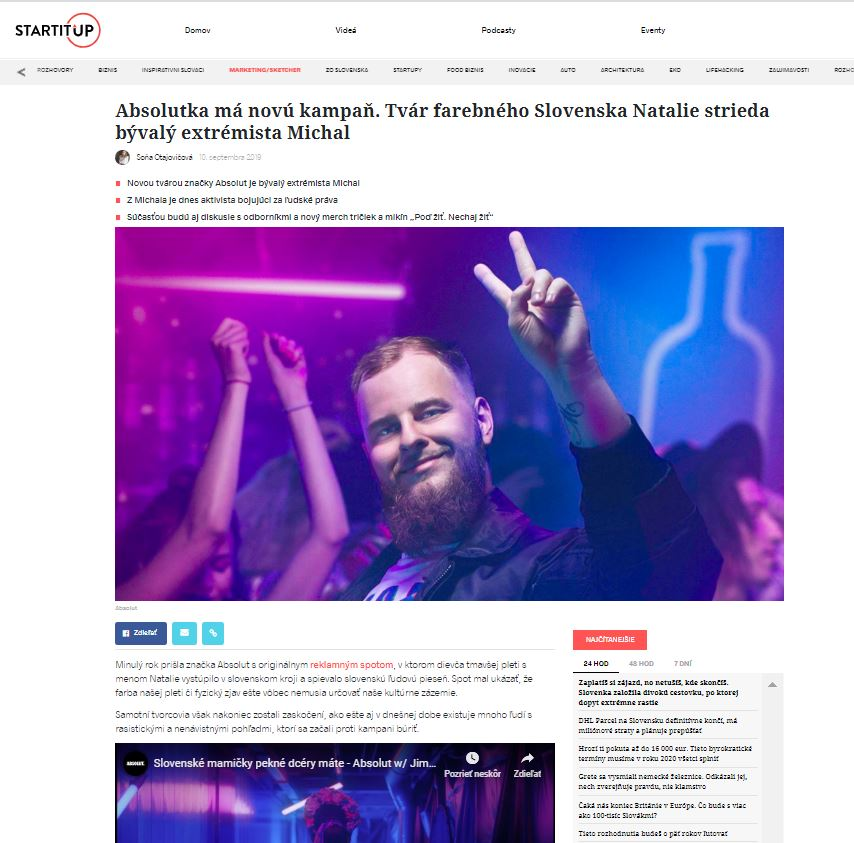 STARTITUP
Domov
Videá
Podcasty
Eventy
<
ROZHOVORY
BIZNIS
INŠPIRATÍVNI SLOVÁCI
MARKETING/SKETCHER
ZO SLOVENSKA
STARTUPY
FOOD BIZNIS
INOVÁCIE
AUTO
ARCHITEKTÚRA
EKO
LIFEHACKING
ZAUJÍMAVOSTI
Absolutka má novú kampaň. Tvár farebného Slovenska Natalie strieda
bývalý extrémista Michal
Soňa Otajovičová 10. septembra 2019
Novou tvárou značky Absolut je bývalý extrémista Michal
Z Michala je dnes aktivista bojujúci za ľudské práva
Súčasťou budú aj diskusie s odborníkmi a nový merch tričiek a mikín „Poď žiť. Nechaj žiť“
Absolut
Zdieľať
Minulý rok prišla značka Absolut s originálnym reklamným spotom, v ktorom dievča tmavšej pleti s
menom Natalie vystúpilo v slovenskom kroji a spievalo slovenskú ľudovú pieseň. Spot mal ukázať, že
farba našej pleti či fyzický zjav ešte vôbec nemusia určovať naše kultúrne zázemie.
Samotní tvorcovia však nakoniec zostali zaskočení, ako ešte aj v dnešnej dobe existuje mnoho ľudí s
rasistickými a nenávistnými pohľadmi, ktorí sa začali proti kampani búriť.
ABSOLUT.
Slovenské mamičky pekné dcéry máte - Absolut w/ Jim...
Pozrieť neskôr
Zdieľať
NAJČÍTANEJŠIE
24 HOD
48 HOD
7 DNÍ
Zaplatíš si zájazd, no netušíš, kde skončíš.
Slovenka založila divokú cestovku, po ktorej
dopyt extrémne rastie
DHL Parcel na Slovensku definitívne končí, má
miliónové straty a plánuje prepúšťať
Hrozí ti pokuta až do 16 000 eur. Tieto byrokratické
termíny musíme v roku 2020 všetci splniť
Grete sa vysmiali nemecké železnice. Odkázali jej,
nech zverejňuje pravdu, nie klamstvo
Čaká nás koniec Británie v Európe. Čo bude s viac
ako 100-tisíc Slovákmi?
Tieto rozhodnutia budeš o päť rokov ľutovať